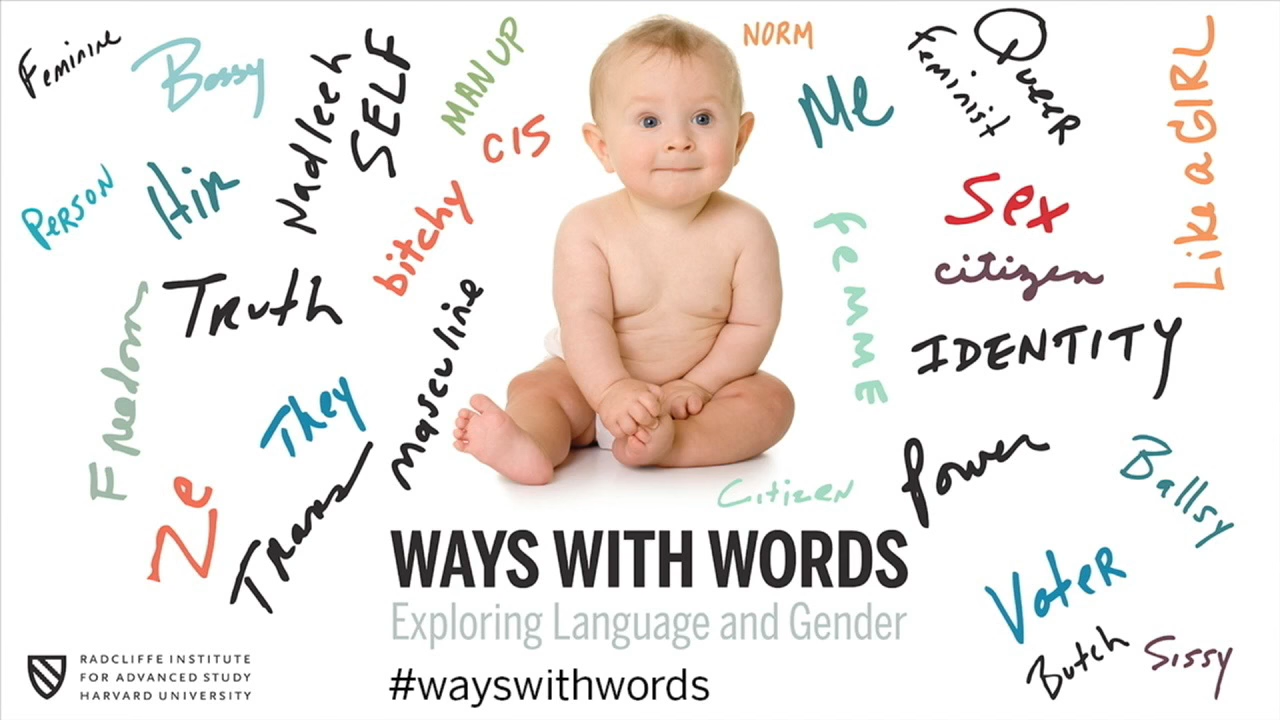 Feminine
Bossy
Nadleeh
SELF
MAN UP
NORM
Me
Feminist
Queer
Like a GIRL
CIS
PERSON
Hir
bitchy
Sex
citizen
Femme
Truth
Masculine
IDENTITY
Freedom
They
Ze
Trans
Citizen
Power
Ballsy
WAYS WITH WORDS
Exploring Language and Gender
#wayswithwords
Voter
Butch
Sissy
RADCLIFFE INSTITUTE
FOR ADVANCED STUDY
HARVARD UNIVERSITY